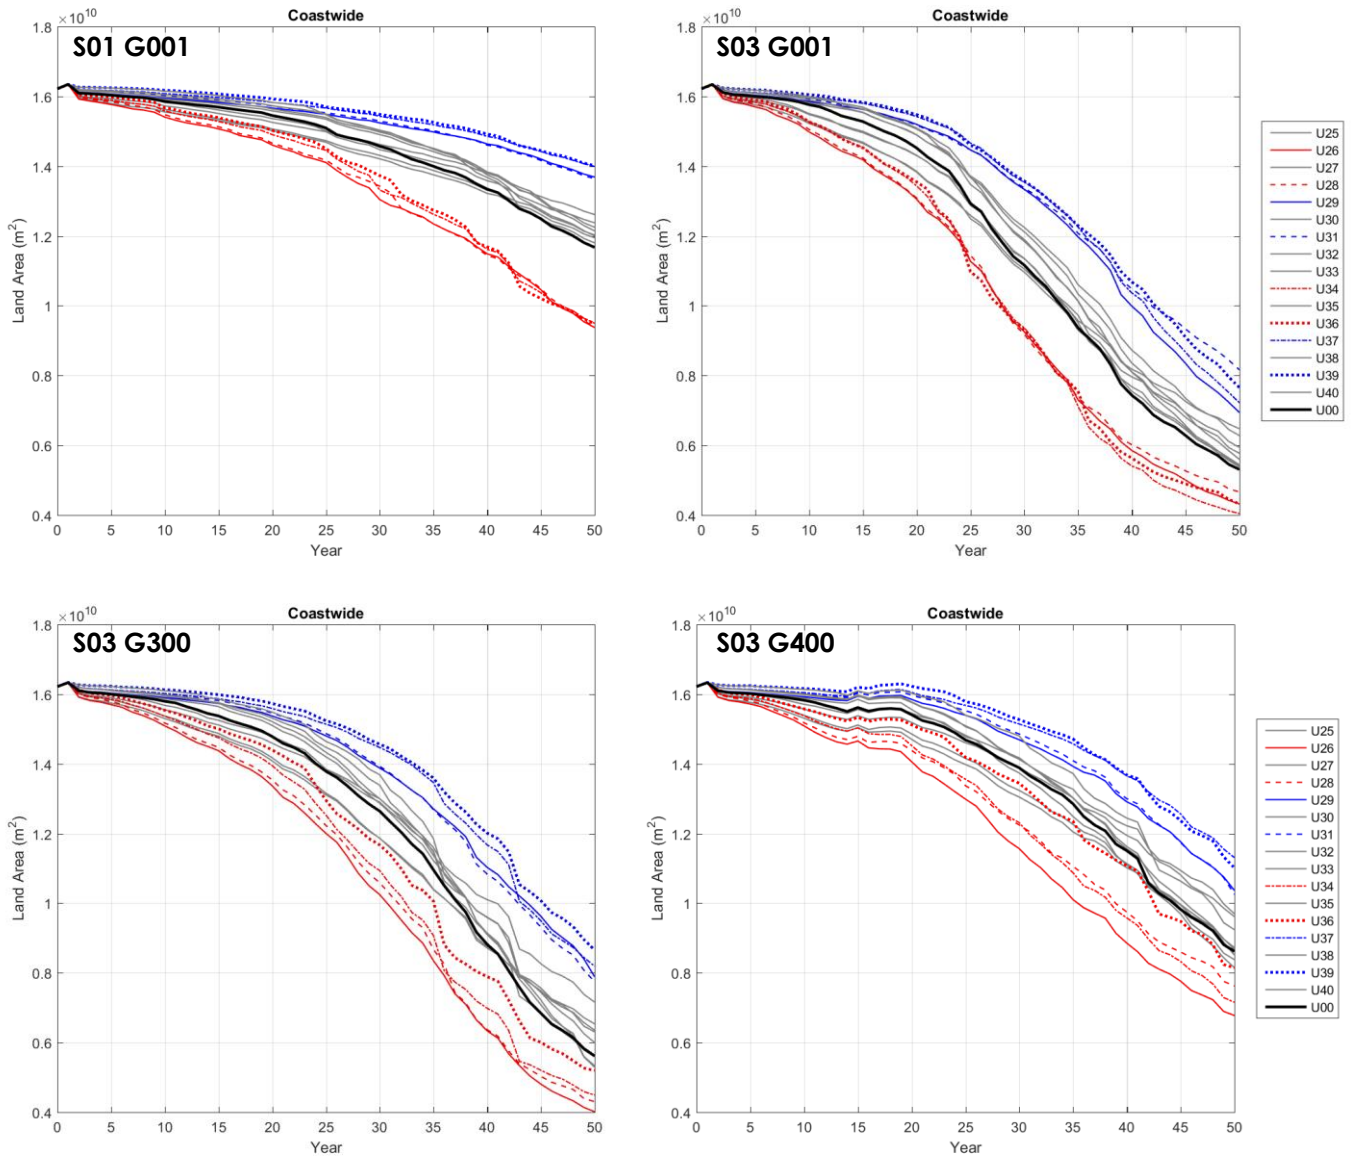 Coastwide
×10^10
S01 G001
1.8
1.6
1.4
1.2
1
0.8
0.6
0.4
Land Area (m²)
0 5 10 15 20 25 30 35 40 45 50
Year
Coastwide
×10^10
S03 G001
1.8
1.6
1.4
1.2
1
0.8
0.6
0.4
Land Area (m²)
0 5 10 15 20 25 30 35 40 45 50
Year
U25
U26
U27
U28
U29
U30
U31
U32
U33
U34
U35
U36
U37
U38
U39
U40
U00
Coastwide
×10^10
S03 G300
1.8
1.6
1.4
1.2
1
0.8
0.6
0.4
Land Area (m²)
0 5 10 15 20 25 30 35 40 45 50
Year
Coastwide
×10^10
S03 G400
1.8
1.6
1.4
1.2
1
0.8
0.6
0.4
Land Area (m²)
0 5 10 15 20 25 30 35 40 45 50
Year
U25
U26
U27
U28
U29
U30
U31
U32
U33
U34
U35
U36
U37
U38
U39
U40
U00